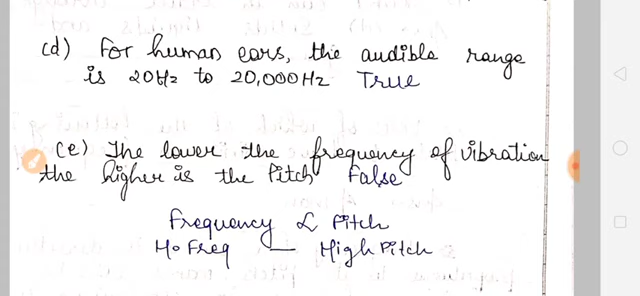 (d) For human ears, the audible range
is 20Hz to 20,000Hz True
(e) The lower the frequency of vibration
the higher is the Pitch False
Frequency ∝ Pitch
Mo Freq — High Pitch